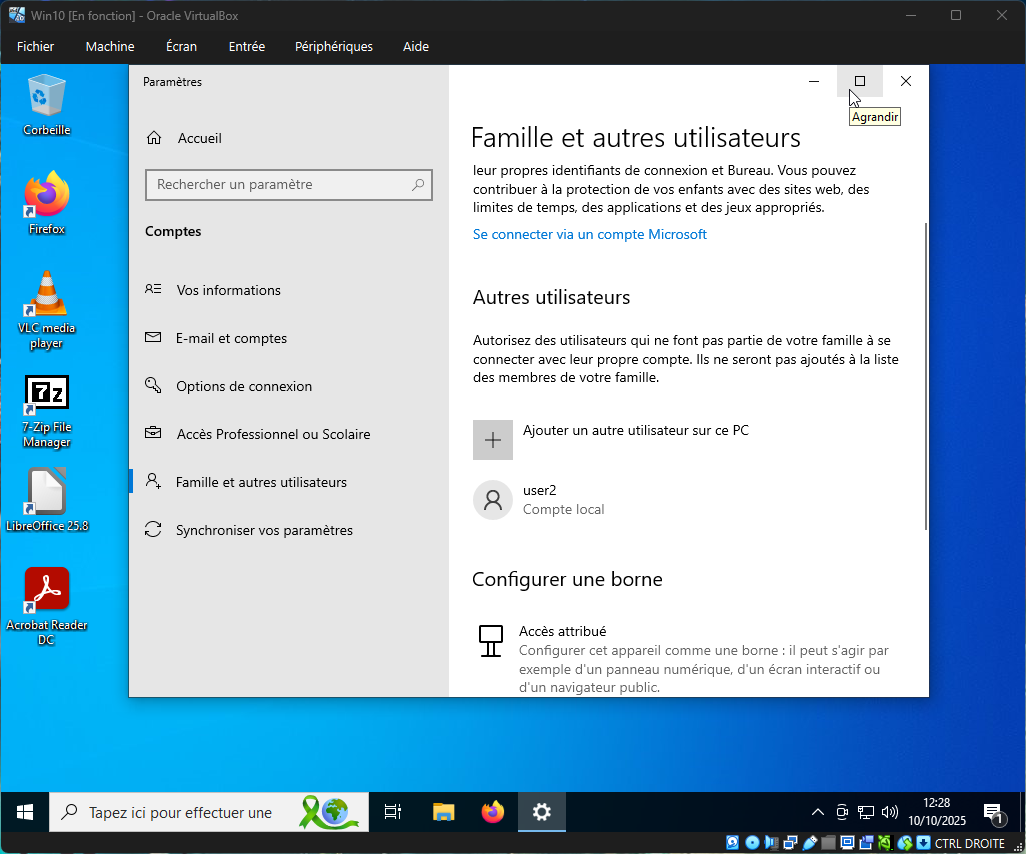 Win10 [En fonction] - Oracle VirtualBox
Fichier Machine Écran Entrée Périphériques Aide
Corbeille
Firefox
VLC media
player
7-Zip File
Manager
LibreOffice 25.8
Acrobat Reader
DC
Paramètres
Accueil
Rechercher un paramètre
Comptes
Vos informations
E-mail et comptes
Options de connexion
Accès Professionnel ou Scolaire
Famille et autres utilisateurs
Synchroniser vos paramètres
Agrandir
Famille et autres utilisateurs
leur propres identifiants de connexion et Bureau. Vous pouvez
contribuer à la protection de vos enfants avec des sites web, des
limites de temps, des applications et des jeux appropriés.
Se connecter via un compte Microsoft
Autres utilisateurs
Autorisez des utilisateurs qui ne font pas partie de votre famille à se
connecter avec leur propre compte. Ils ne seront pas ajoutés à la liste
des membres de votre famille.
Ajouter un autre utilisateur sur ce PC
user2
Compte local
Configurer une borne
Accès attribué
Configurer cet appareil comme une borne : il peut s'agir par
exemple d'un panneau numérique, d'un écran interactif ou
d'un navigateur public.
Tapez ici pour effectuer une
12:28
10/10/2025
1
CTRL DROITE